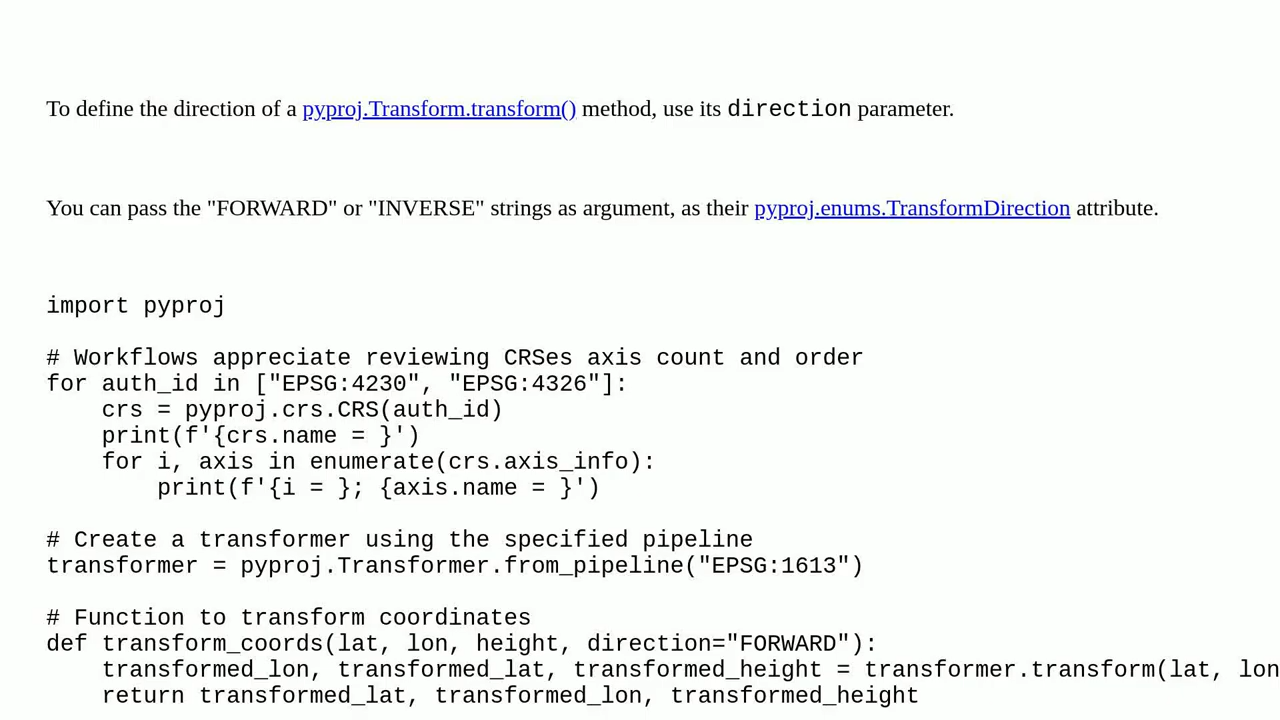 To define the direction of a pyproj.Transform.transform() method, use its direction parameter.
You can pass the "FORWARD" or "INVERSE" strings as argument, as their pyproj.enums.TransformDirection attribute.
import pyproj
# Workflows appreciate reviewing CRSes axis count and order
for auth_id in ["EPSG:4230", "EPSG:4326"]:
    crs = pyproj.crs.CRS(auth_id)
    print(f'{crs.name = }')
    for i, axis in enumerate(crs.axis_info):
        print(f'{i = }; {axis.name = }')
# Create a transformer using the specified pipeline
transformer = pyproj.Transformer.from_pipeline("EPSG:1613")
# Function to transform coordinates
def transform_coords(lat, lon, height, direction="FORWARD"):
    transformed_lon, transformed_lat, transformed_height = transformer.transform(lat, lon
    return transformed_lat, transformed_lon, transformed_height